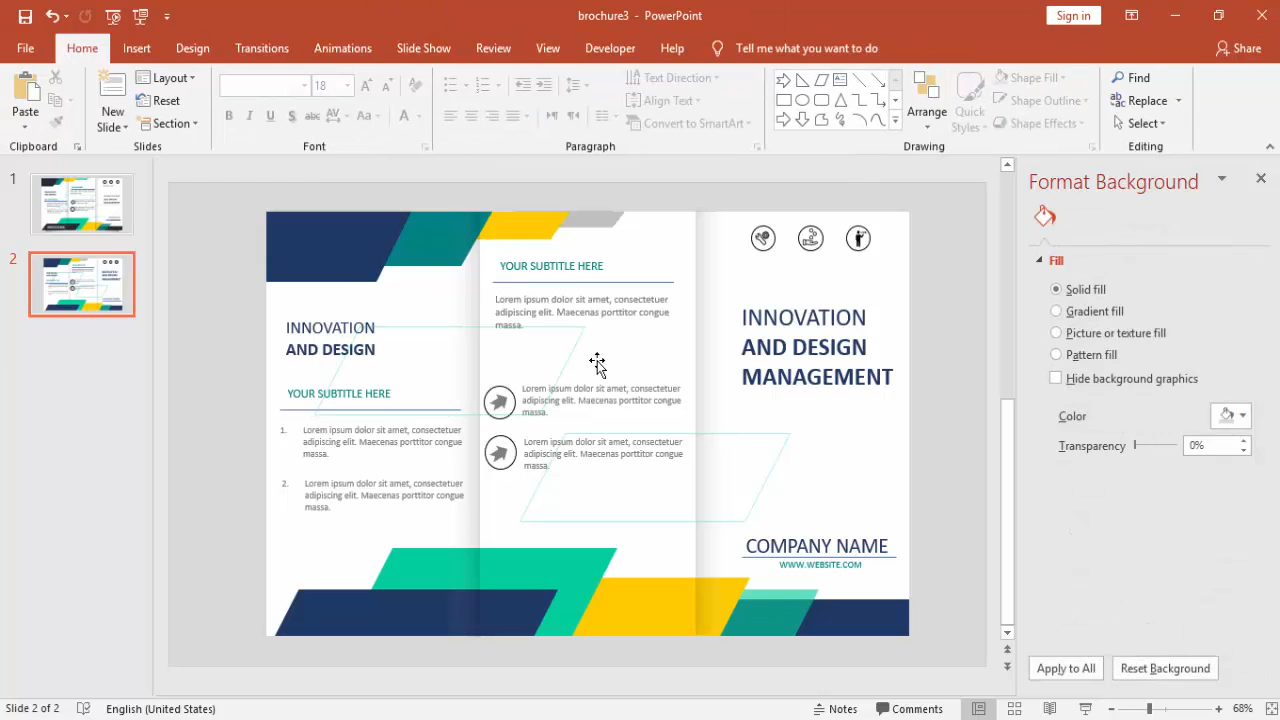 brochure3 - PowerPoint
Sign in
File Home Insert Design Transitions Animations Slide Show Review View Developer Help Tell me what you want to do Share
Paste
Clipboard
New Slide
Layout
Reset
Section
Slides
18
B I U S abc AV Aa A
Font
Text Direction
Align Text
Convert to SmartArt
Paragraph
Arrange
Quick Styles
Shape Fill
Shape Outline
Shape Effects
Drawing
Find
Replace
Select
Editing
1
2
INNOVATION
AND DESIGN
YOUR SUBTITLE HERE
1. Lorem ipsum dolor sit amet, consectetuer
adipiscing elit. Maecenas porttitor congue
massa.
2. Lorem ipsum dolor sit amet, consectetuer
adipiscing elit. Maecenas porttitor congue
massa.
YOUR SUBTITLE HERE
Lorem ipsum dolor sit amet, consectetuer
adipiscing elit. Maecenas porttitor congue
massa.
Lorem ipsum dolor sit amet, consectetuer
adipiscing elit. Maecenas porttitor congue
massa.
Lorem ipsum dolor sit amet, consectetuer
adipiscing elit. Maecenas porttitor congue
massa.
INNOVATION
AND DESIGN
MANAGEMENT
COMPANY NAME
WWW.WEBSITE.COM
Format Background
Fill
Solid fill
Gradient fill
Picture or texture fill
Pattern fill
Hide background graphics
Color
Transparency 0%
Apply to All Reset Background
Slide 2 of 2 English (United States) Notes Comments 68%